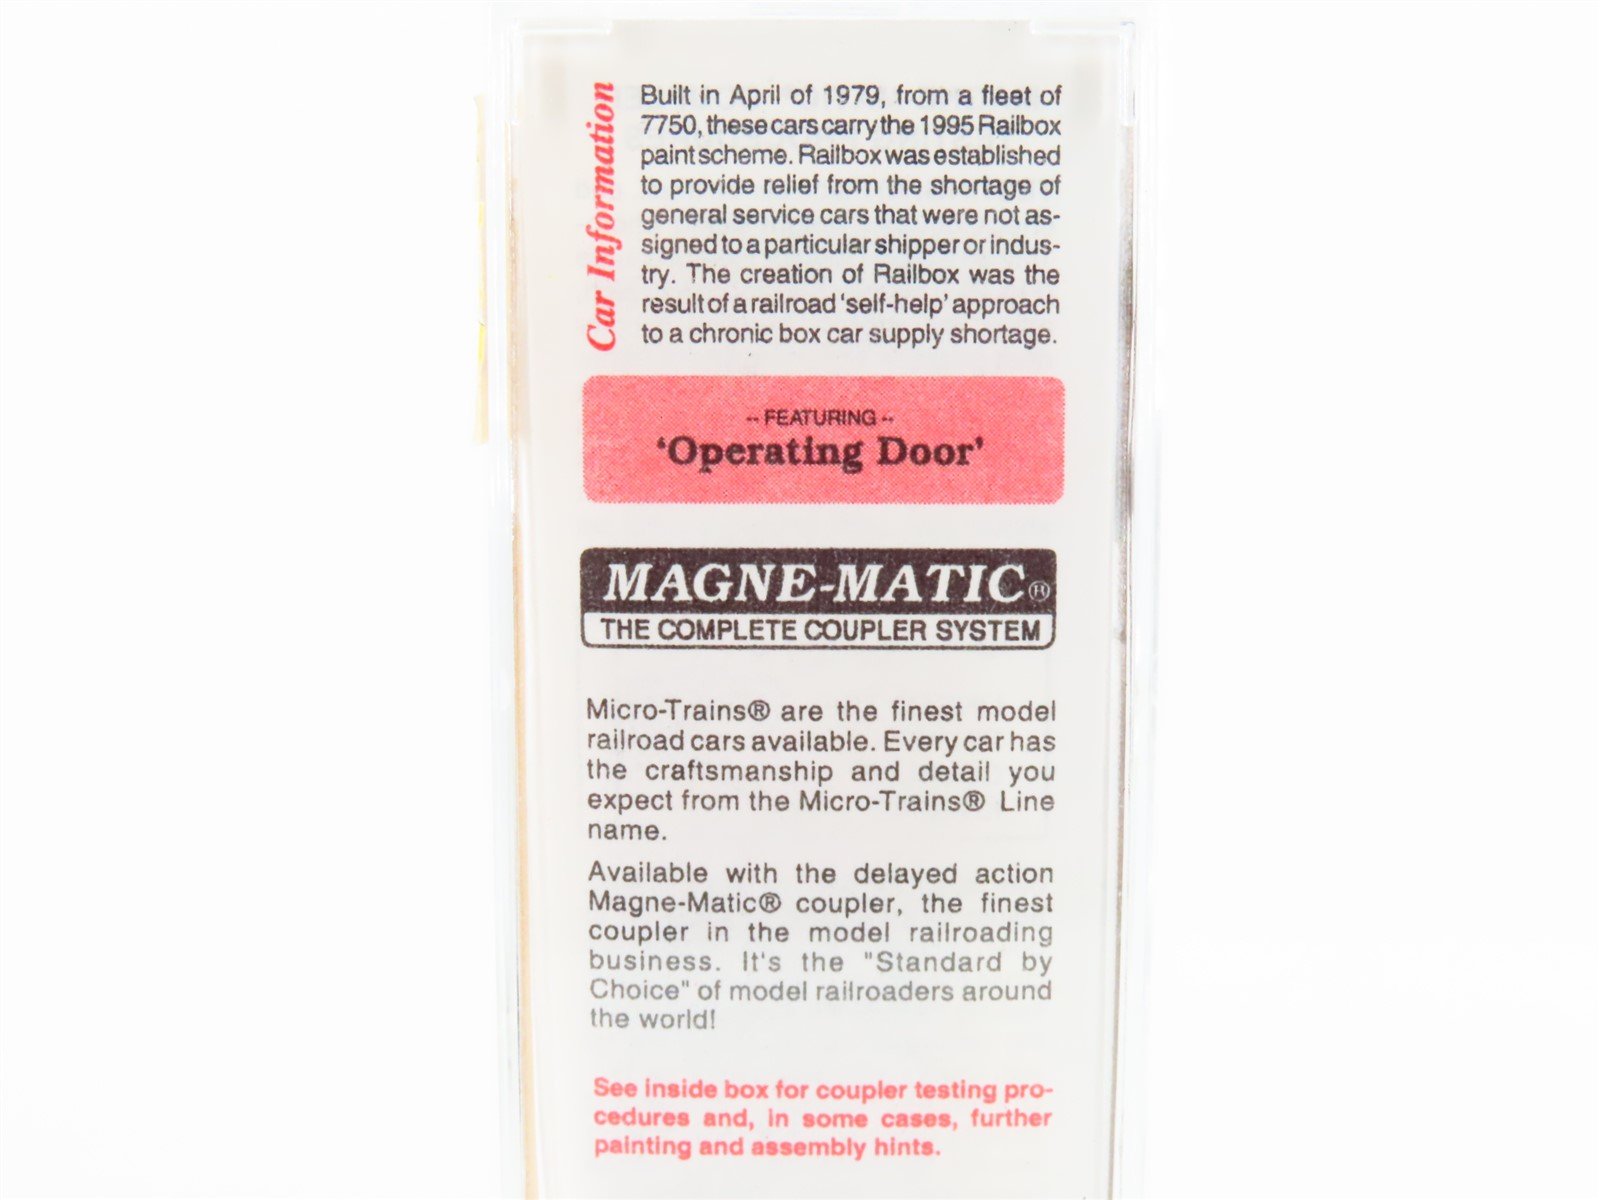 Car Information
Built in April of 1979, from a fleet of
7750, these cars carry the 1995 Railbox
paint scheme. Railbox was established
to provide relief from the shortage of
general service cars that were not as-
signed to a particular shipper or indus-
try. The creation of Railbox was the
result of a railroad 'self-help' approach
to a chronic box car supply shortage.
-- FEATURING --
'Operating Door'
MAGNE-MATIC®
THE COMPLETE COUPLER SYSTEM
Micro-Trains® are the finest model
railroad cars available. Every car has
the craftsmanship and detail you
expect from the Micro-Trains® Line
name.
Available with the delayed action
Magne-Matic® coupler, the finest
coupler in the model railroading
business. It's the "Standard by
Choice" of model railroaders around
the world!
See inside box for coupler testing pro-
cedures and, in some cases, further
painting and assembly hints.